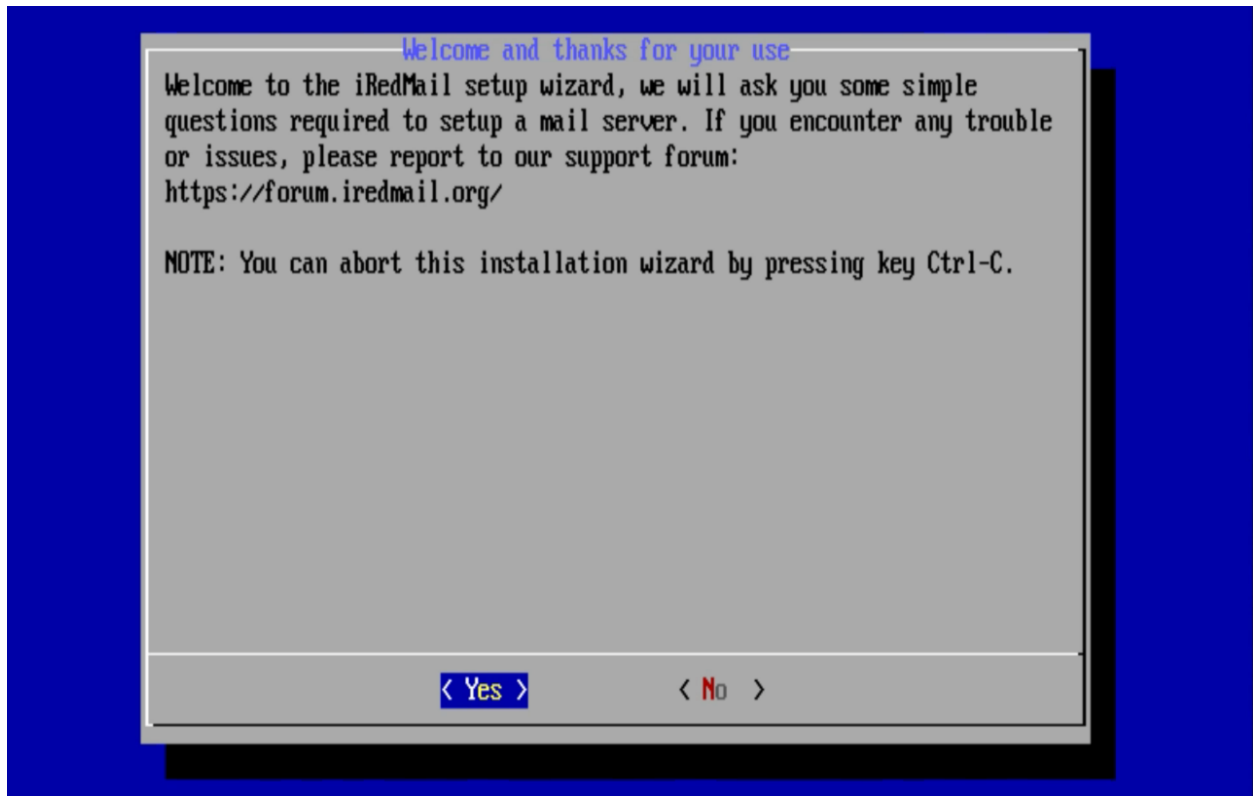 Welcome and thanks for your use
Welcome to the iRedMail setup wizard, we will ask you some simple
questions required to setup a mail server. If you encounter any trouble
or issues, please report to our support forum:
https://forum.iredmail.org/
NOTE: You can abort this installation wizard by pressing key Ctrl-C.
< Yes > < No >